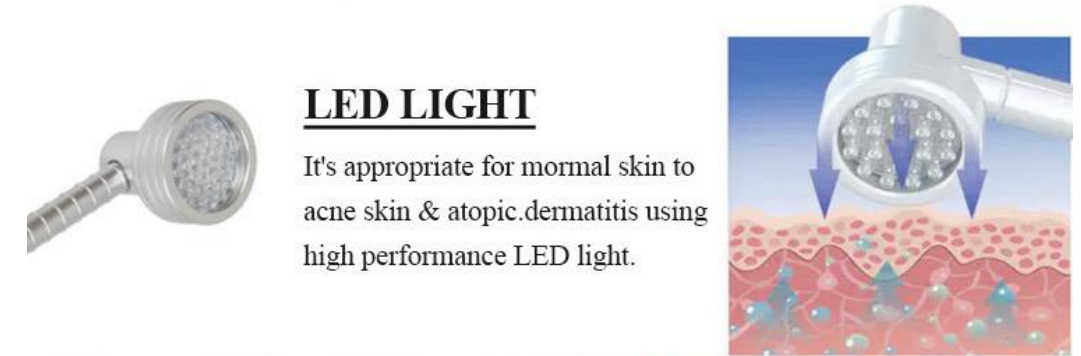 LED LIGHT
It's appropriate for mormal skin to
acne skin & atopic.dermatitis using
high performance LED light.